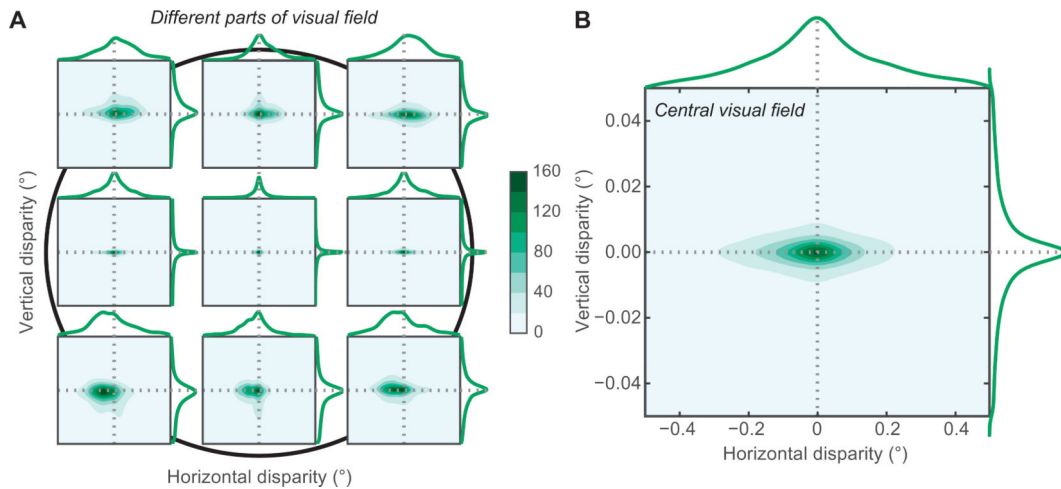 A
Different parts of visual field
Vertical disparity (°)
Horizontal disparity (°)
160
120
80
40
0
B
Central visual field
Vertical disparity (°)
0.04
0.02
0.00
−0.02
−0.04
−0.4 −0.2 0 0.2 0.4
Horizontal disparity (°)